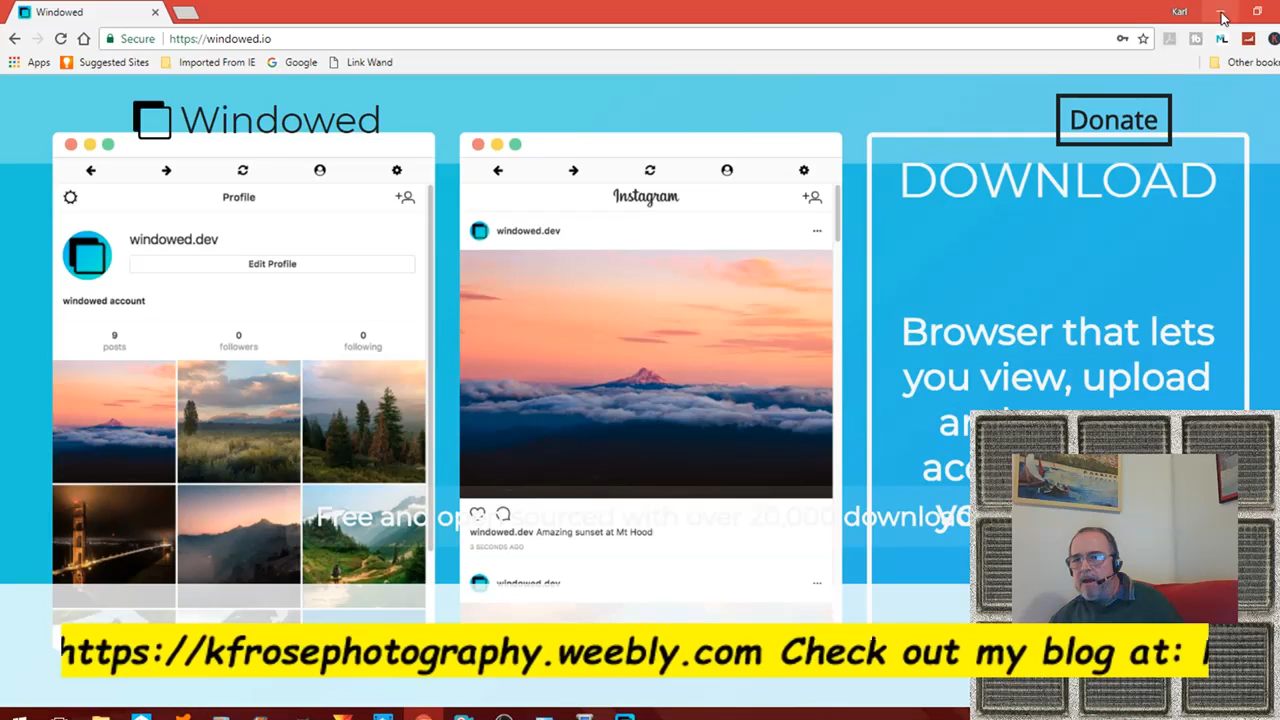 Windowed
Karl
Secure
https://windowed.io
Apps
Suggested Sites
Imported From IE
Google
Link Wand
Other book
Windowed
Donate
Profile
windowed.dev
Edit Profile
windowed account
9
posts
0
followers
0
following
Instagram
windowed.dev
windowed.dev Amazing sunset at Mt Hood
3 SECONDS AGO
windowed.dev
DOWNLOAD
Browser that lets
you view, upload
https://kfrosephotography.weebly.com Check out my blog at: